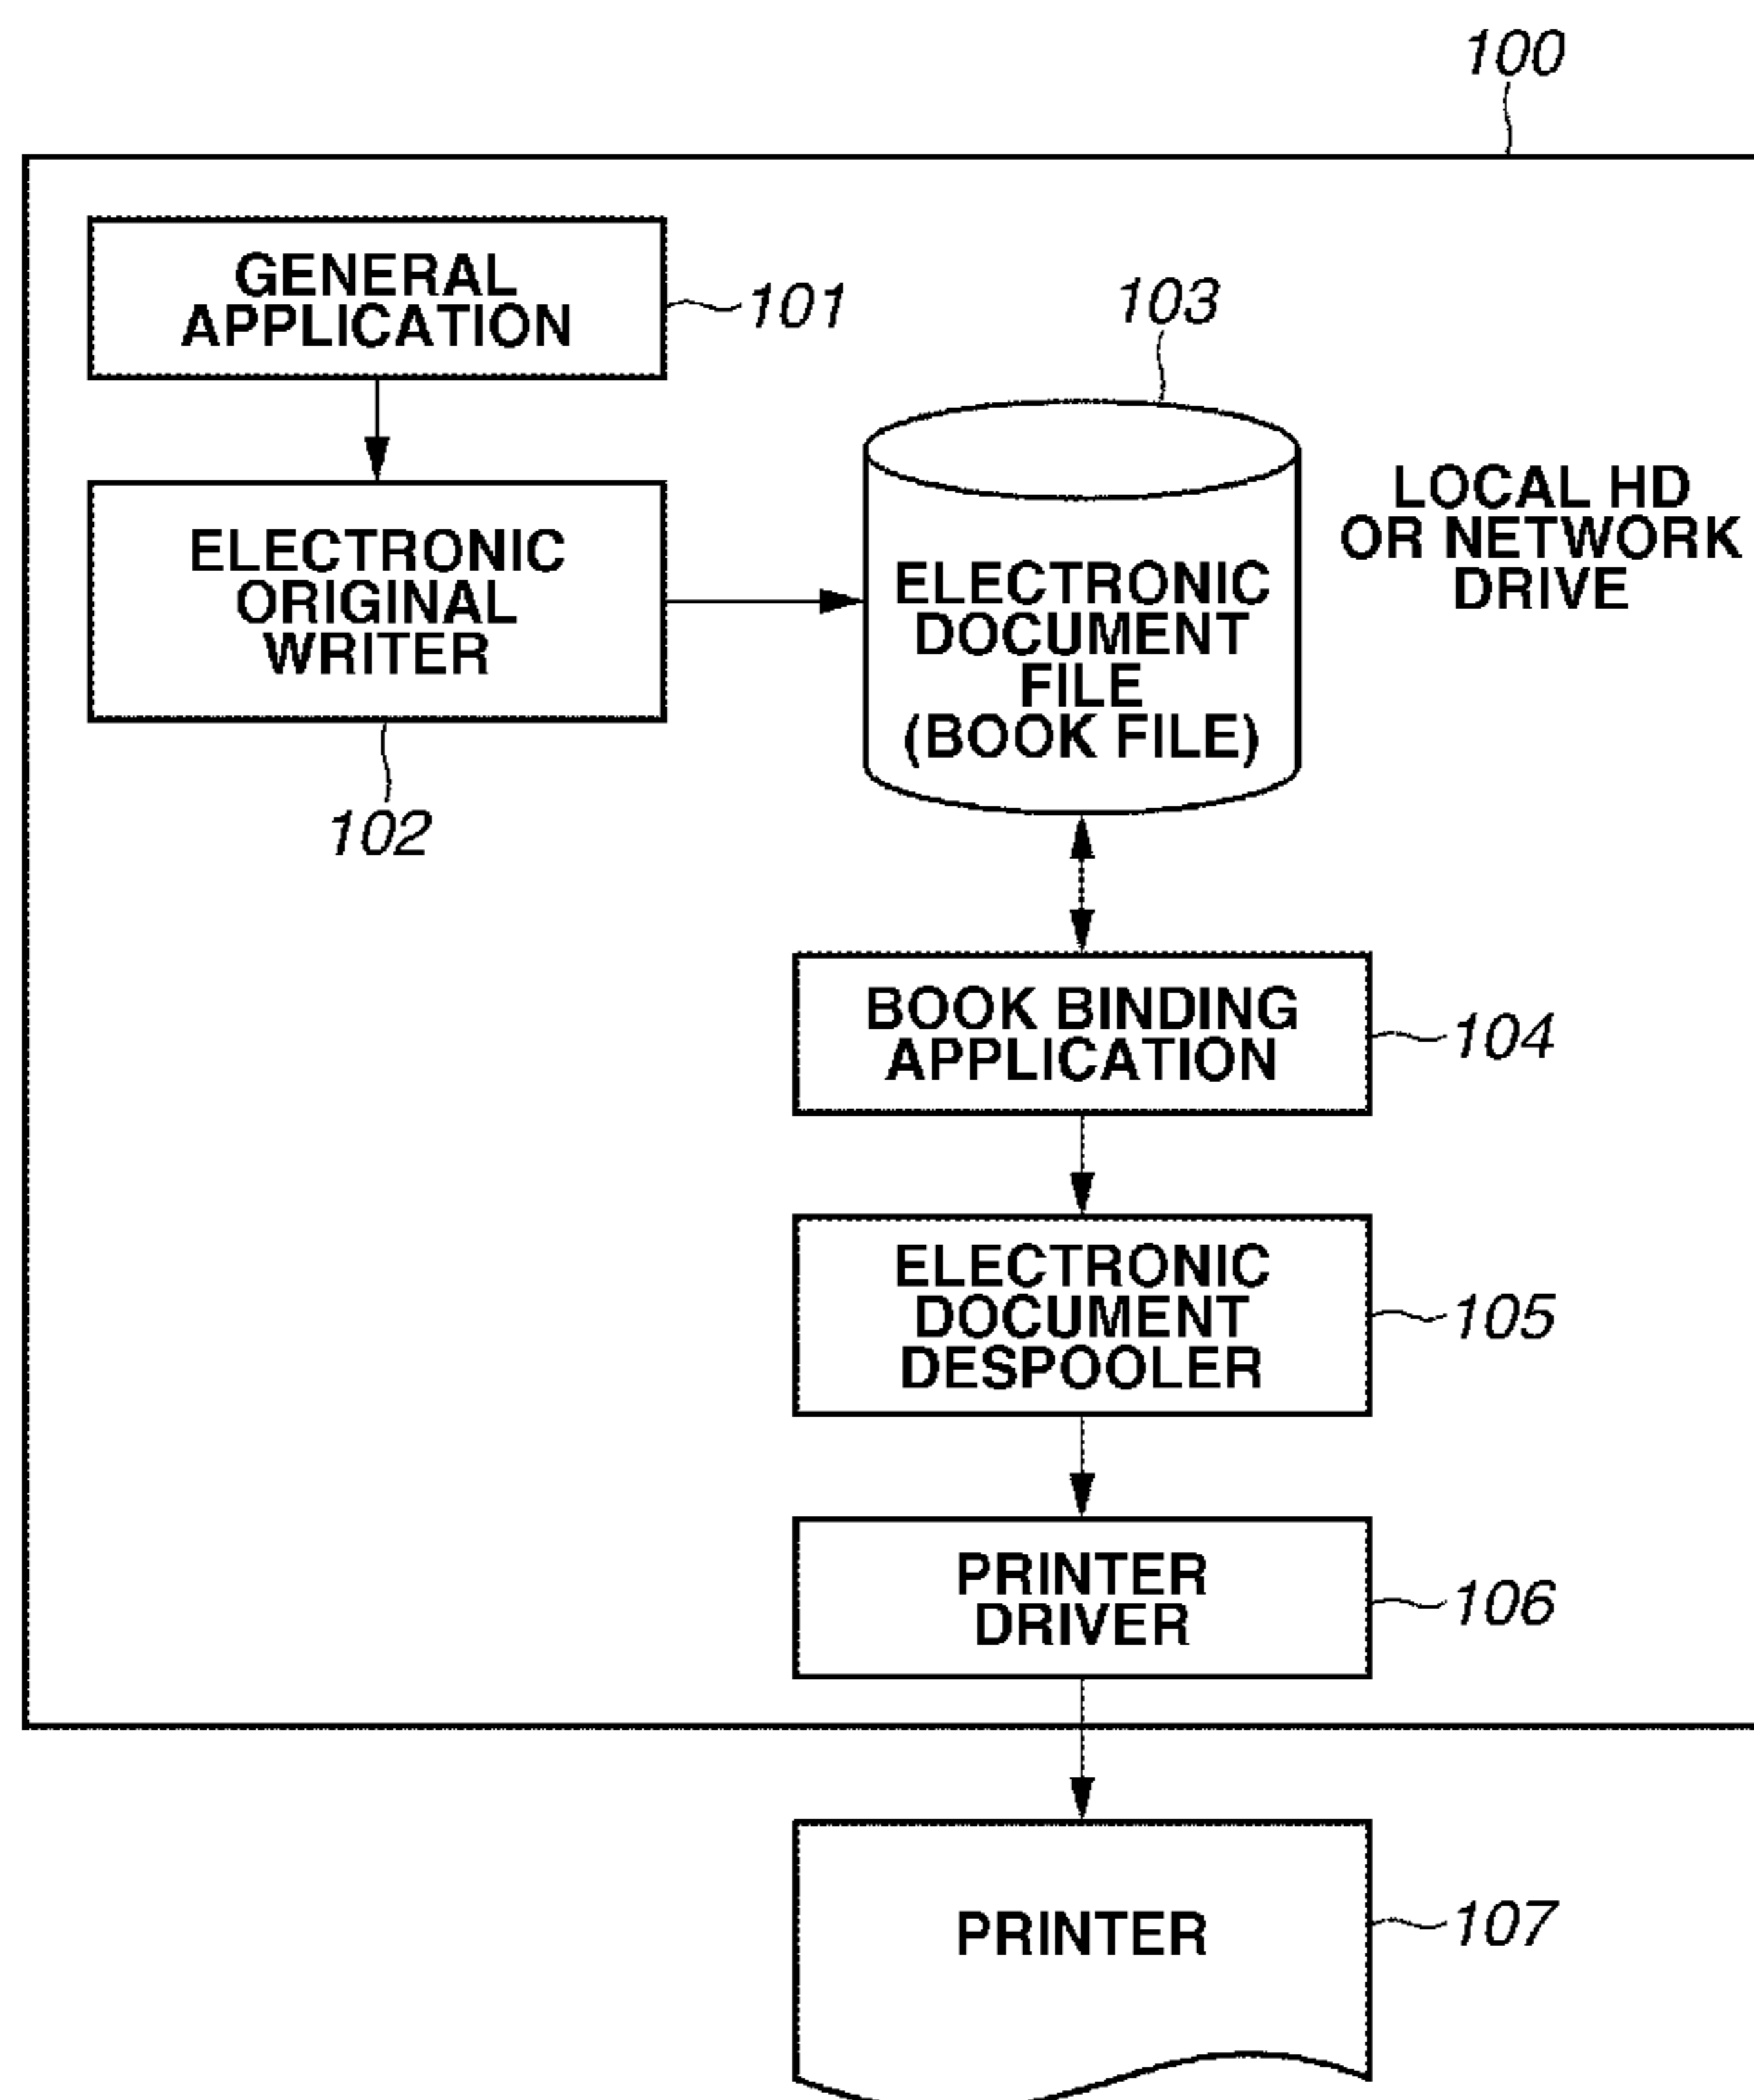 100
GENERAL
APPLICATION
101
103
ELECTRONIC
ORIGINAL
WRITER
102
LOCAL HD
OR NETWORK
DRIVE
ELECTRONIC
DOCUMENT
FILE
(BOOK FILE)
BOOK BINDING
APPLICATION
104
ELECTRONIC
DOCUMENT
DESPOOLER
105
PRINTER
DRIVER
106
PRINTER
107